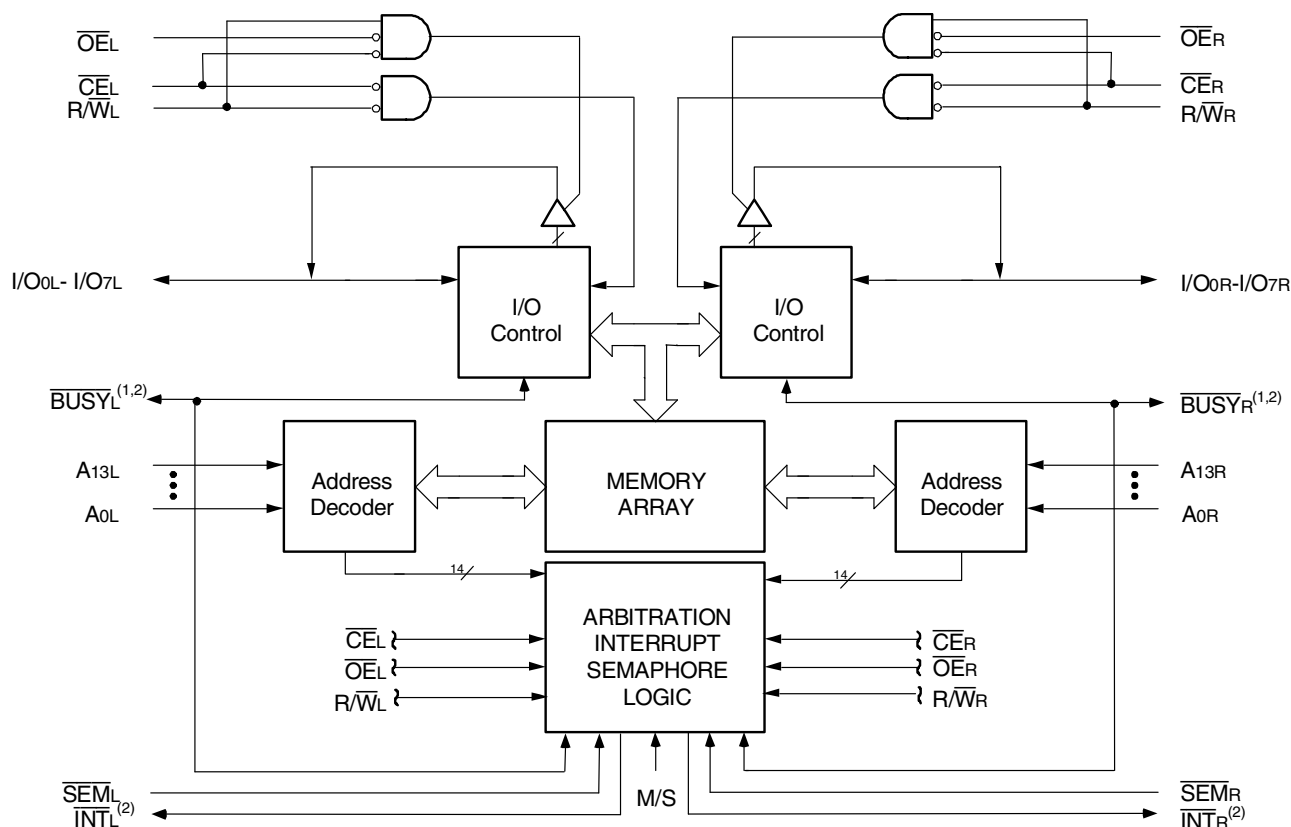 OEL
OER
CEL
CER
R/WL
R/WR
I/O0L- I/O7L
I/O
Control
I/O
Control
I/O0R-I/O7R
BUSYL(1,2)
BUSYR(1,2)
A13L
A0L
Address
Decoder
MEMORY
ARRAY
Address
Decoder
A13R
A0R
14
14
ARBITRATION
INTERRUPT
SEMAPHORE
LOGIC
CEL
OEL
R/WL
CER
OER
R/WR
SEML
INTL(2)
M/S
SEMR
INTR(2)